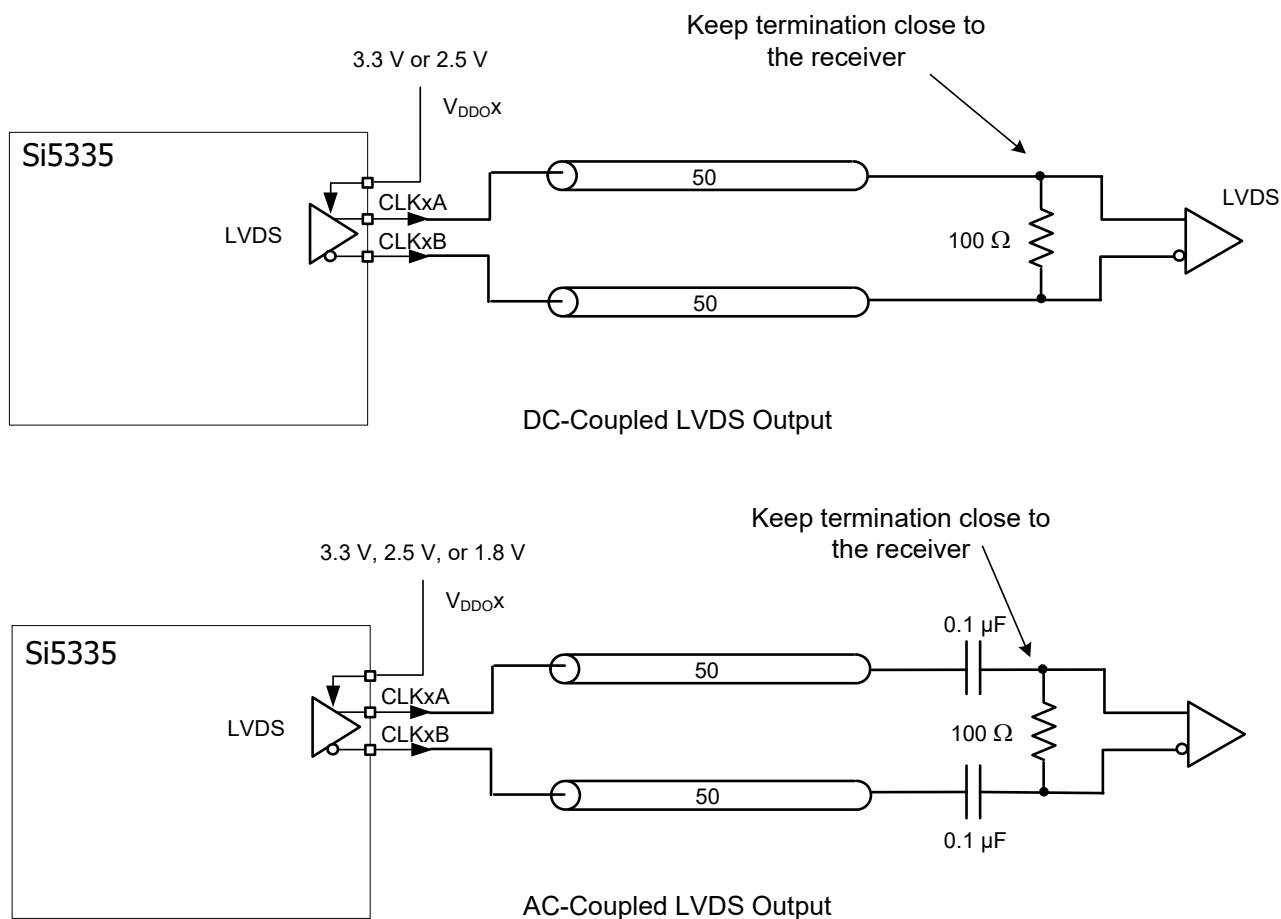 Keep termination close to
the receiver
3.3 V or 2.5 V
VDDOx
Si5335
LVDS
CLKxA
CLKxB
50
50
100 Ω
LVDS
DC-Coupled LVDS Output
Keep termination close to
the receiver
3.3 V, 2.5 V, or 1.8 V
VDDOx
Si5335
LVDS
CLKxA
CLKxB
50
50
0.1 µF
100 Ω
0.1 µF
AC-Coupled LVDS Output